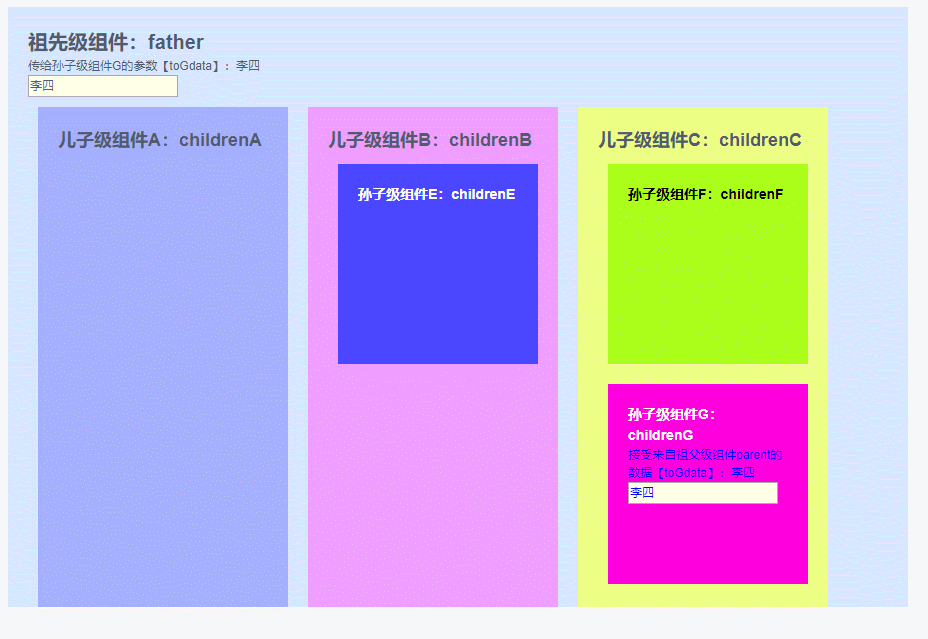 祖先级组件：father
传给孙子级组件G的参数【toGdata】：李四
李四
儿子级组件A：childrenA
儿子级组件B：childrenB
孙子级组件E：childrenE
儿子级组件C：childrenC
孙子级组件F：childrenF
孙子级组件G：
childrenG
接受来自祖父级组件parent的
数据【toGdata】：李四
李四